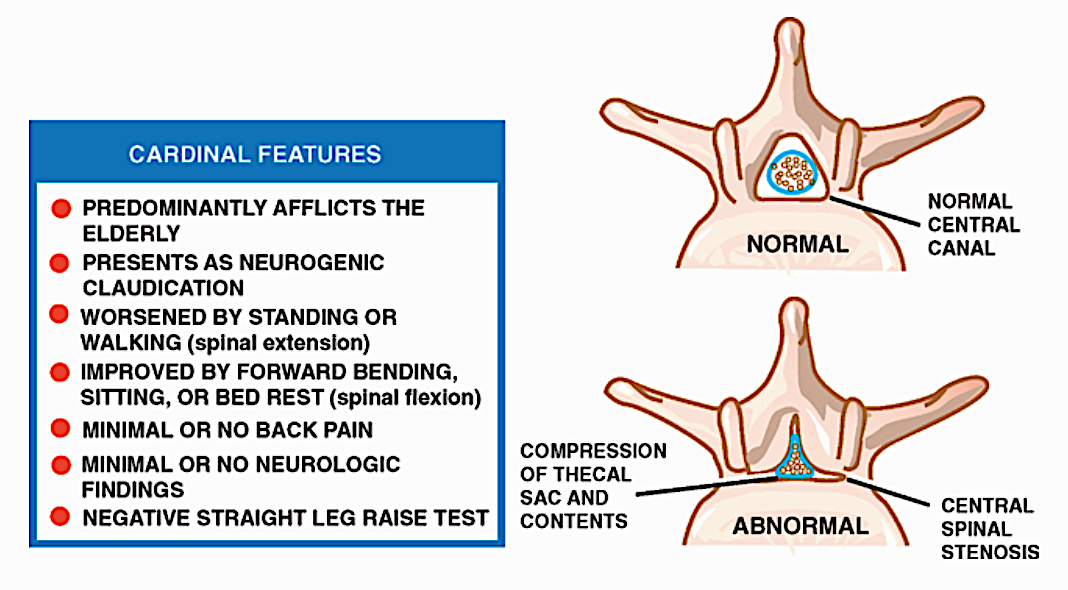 CARDINAL FEATURES
PREDOMINANTLY AFFLICTS THE
ELDERLY
PRESENTS AS NEUROGENIC
CLAUDICATION
WORSENED BY STANDING OR
WALKING (spinal extension)
IMPROVED BY FORWARD BENDING,
SITTING, OR BED REST (spinal flexion)
MINIMAL OR NO BACK PAIN
MINIMAL OR NO NEUROLOGIC
FINDINGS
NEGATIVE STRAIGHT LEG RAISE TEST
NORMAL
NORMAL
CENTRAL
CANAL
COMPRESSION
OF THECAL
SAC AND
CONTENTS
ABNORMAL
CENTRAL
SPINAL
STENOSIS